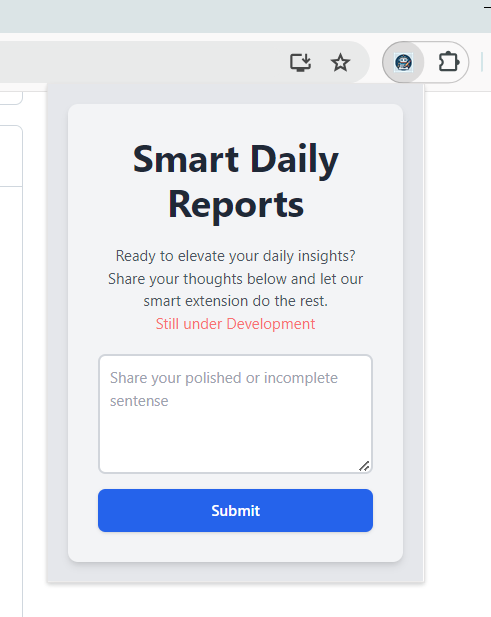 Smart Daily
Reports
Ready to elevate your daily insights?
Share your thoughts below and let our
smart extension do the rest.
Still under Development
Share your polished or incomplete
sentense
Submit